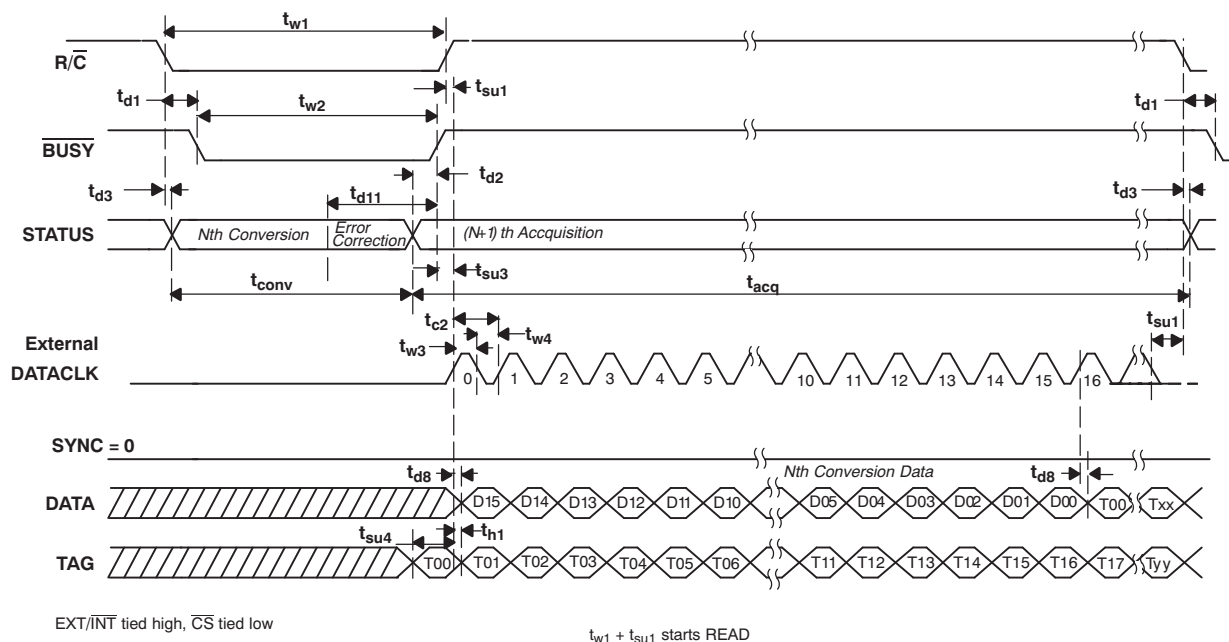 tw1
R/C
tsu1
td1
tw2
td1
BUSY
td2
td3
td11
td3
STATUS
Nth Conversion
Error
Correction
(N+1) th Accquisition
tsu3
tconv
tacq
tc2
tw4
tsu1
External
tw3
DATACLK
0 1 2 3 4 5 10 11 12 13 14 15 16
SYNC = 0
td8
Nth Conversion Data
td8
DATA
D15 D14 D13 D12 D11 D10 D05 D04 D03 D02 D01 D00 T00 Txx
tsu4
th1
TAG
T00 T01 T02 T03 T04 T05 T06 T11 T12 T13 T14 T15 T16 T17 Tyy
EXT/INT tied high, CS tied low
tw1 + tsu1 starts READ